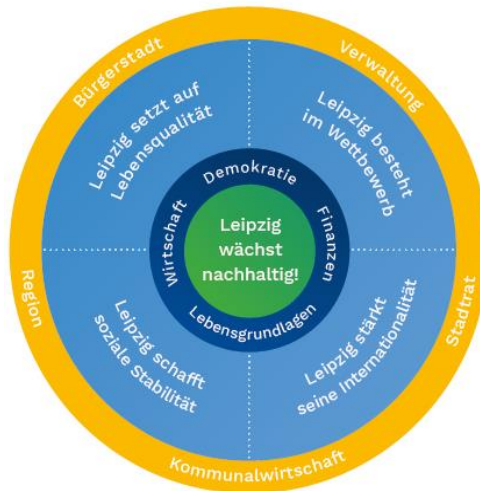 Bürgerstadt
Verwaltung
Leipzig setzt auf
Lebensqualität
Leipzig besteht
im Wettbewerb
Demokratie
Wirtschaft
Finanzen
Leipzig
wächst
nachhaltig!
Lebensgrundlagen
Region
Stadtrat
Leipzig schafft
soziale Stabilität
Leipzig stärkt
seine Internationalität
Kommunalwirtschaft